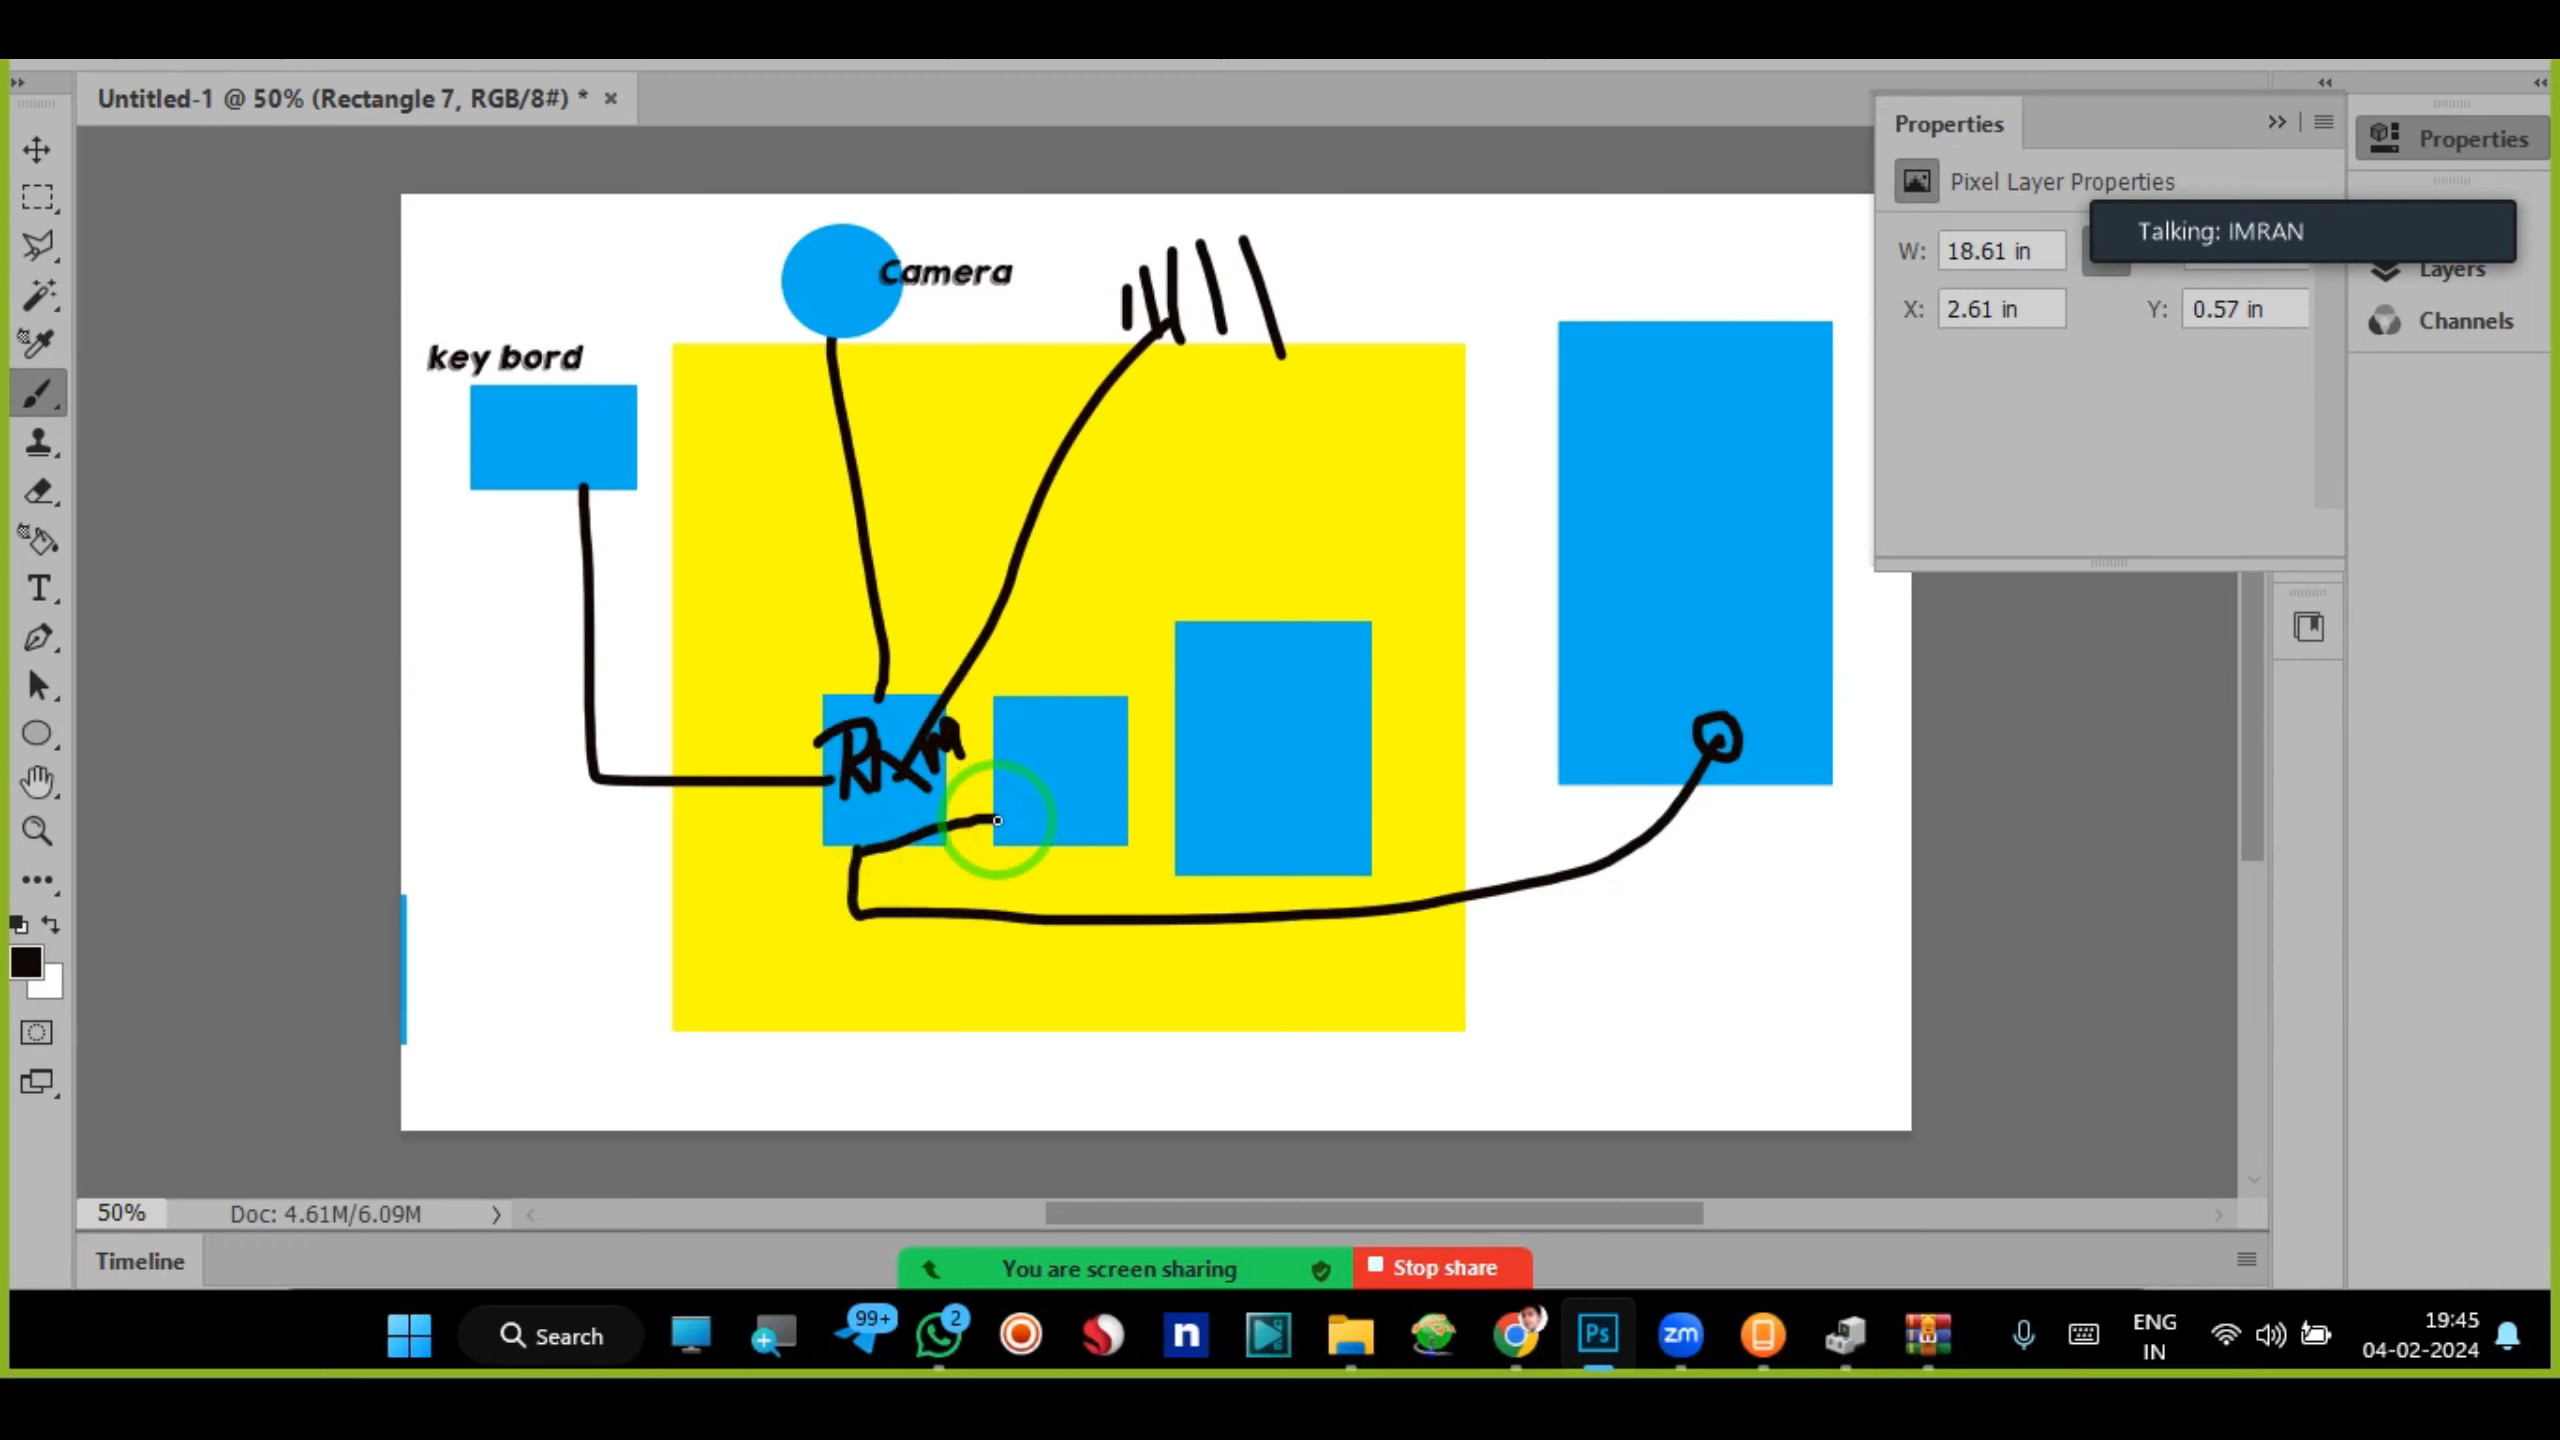 Untitled-1 @ 50% (Rectangle 7, RGB/8#) *
Properties
Pixel Layer Properties
W: 18.61 in
X: 2.61 in
Y: 0.57 in
Talking: IMRAN
Properties
Layers
Channels
Camera
key bord
50%
Doc: 4.61M/6.09M
Timeline
You are screen sharing
Stop share
Search
99+
2
n
Ps
zm
ENG
IN
19:45
04-02-2024